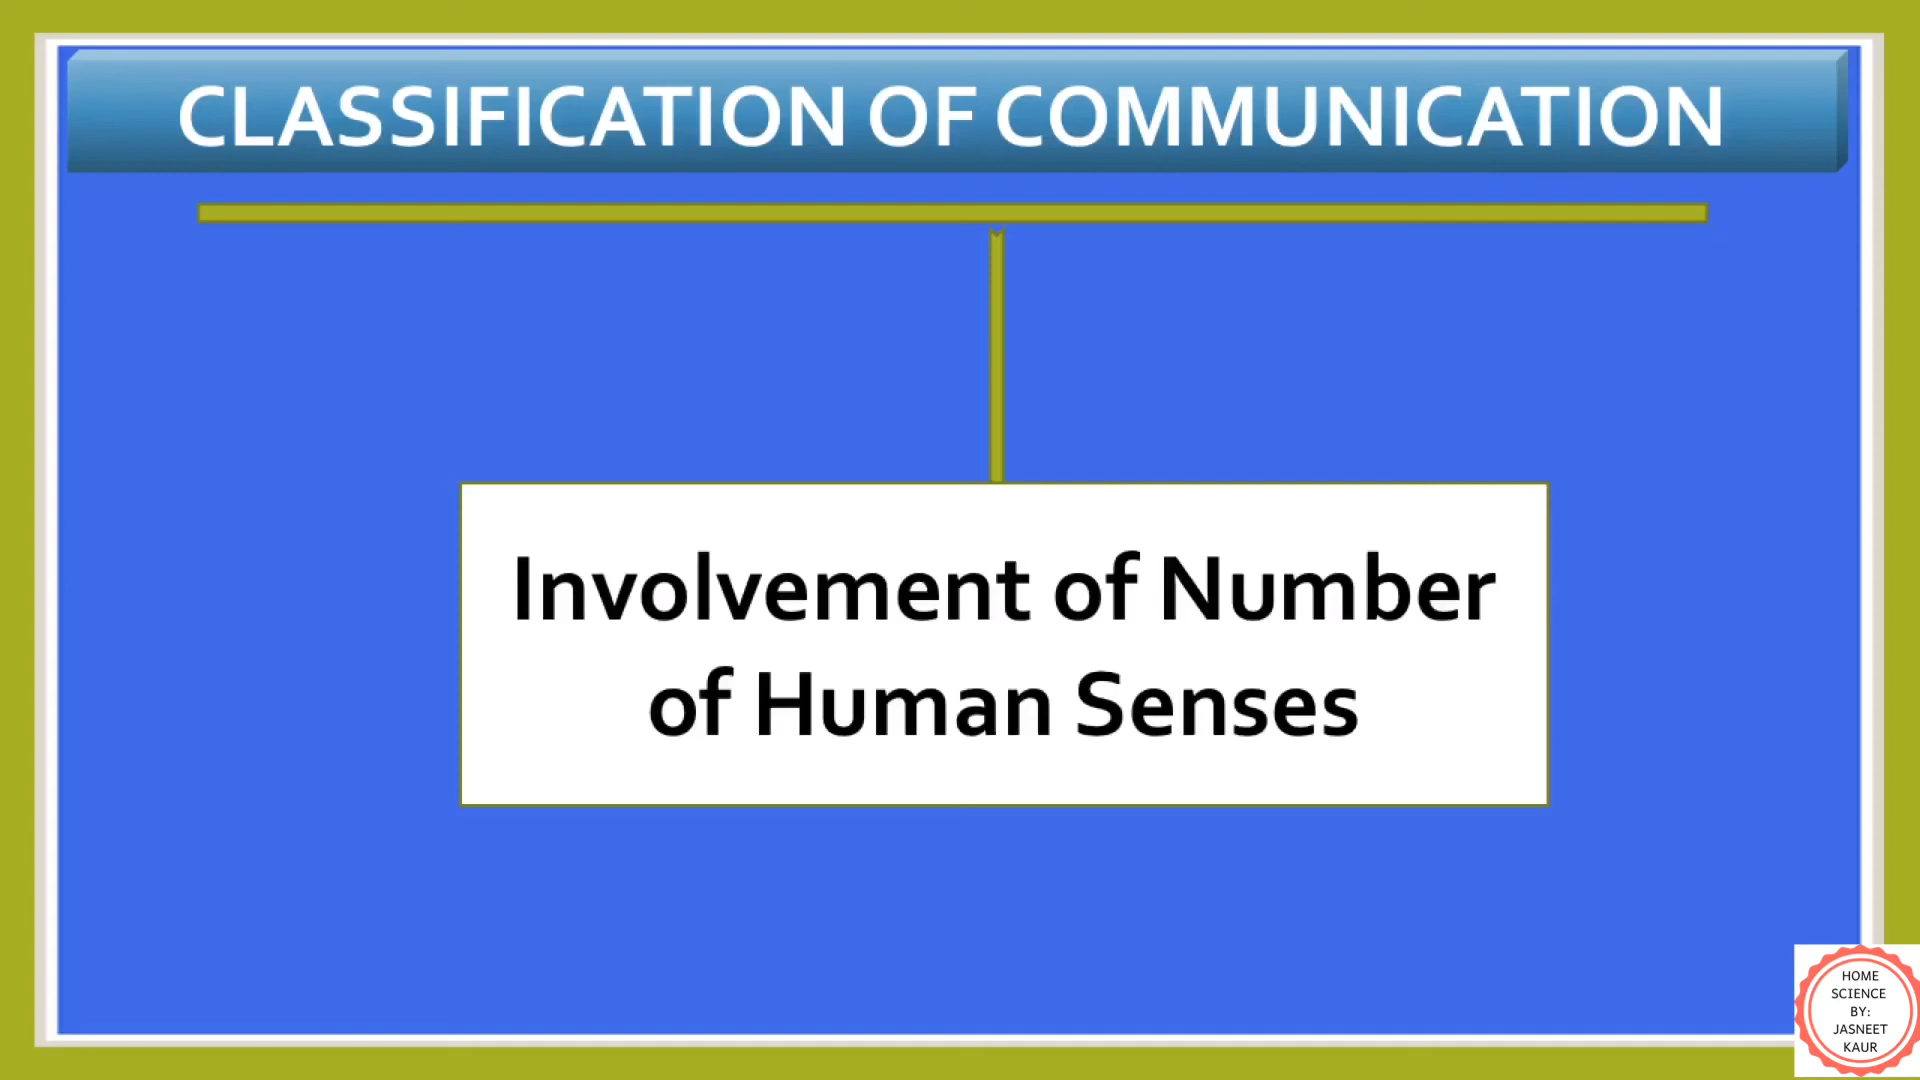 CLASSIFICATION OF COMMUNICATION
Involvement of Number
of Human Senses
HOME
SCIENCE
BY:
JASNEET
KAUR